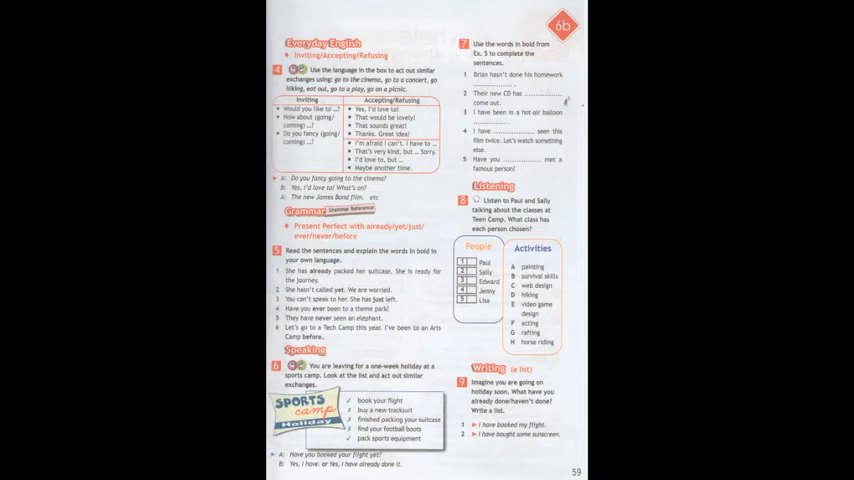 6b
Everyday English
Inviting/Accepting/Refusing
4 Use the language in the box to act out similar
exchanges using: go to the cinema, go to a concert, go
hiking, eat out, go to a play, go on a picnic.
Inviting
Would you like to ...?
How about (going/
coming) ...?
Do you fancy (going/
coming) ...?
Accepting/Refusing
Yes, I'd love to!
That would be lovely!
That sounds great!
Thanks. Great idea!
I'm afraid I can't. I have to ...
That's very kind, but ... Sorry.
I'd love to, but ...
Maybe another time.
A: Do you fancy going to the cinema?
B: Yes, I'd love to! What's on?
A: The new James Bond film. etc
Grammar Grammar Reference
Present Perfect with already/yet/just/
ever/never/before
5 Read the sentences and explain the words in bold in
your own language.
1 She has already packed her suitcase. She is ready for
the journey.
2 She hasn't called yet. We are worried.
3 You can't speak to her. She has just left.
4 Have you ever been to a theme park?
5 They have never seen an elephant.
6 Let's go to a Tech Camp this year. I've been to an Arts
Camp before.
Speaking
6 You are leaving for a one-week holiday at a
sports camp. Look at the list and act out similar
exchanges.
SPORTS
camp
Holiday
✓ book your flight
✗ buy a new tracksuit
✗ finished packing your suitcase
✗ find your football boots
✓ pack sports equipment
A: Have you booked your flight yet?
B: Yes, I have. or Yes, I have already done it.
7 Use the words in bold from
Ex. 5 to complete the
sentences.
1 Brian hasn't done his homework
................
2 Their new CD has ................
come out.
3 I have been in a hot-air balloon
................
4 I have ................ seen this
film twice. Let's watch something
else.
5 Have you ................ met a
famous person?
Listening
8 Listen to Paul and Sally
talking about the classes at
Teen Camp. What class has
each person chosen?
People
1 Paul
2 Sally
3 Edward
4 Jenny
5 Lisa
Activities
A painting
B survival skills
C web design
D hiking
E video game
design
F acting
G rafting
H horse riding
Writing (a list)
9 Imagine you are going on
holiday soon. What have you
already done/haven't done?
Write a list.
1 I have booked my flight.
2 I have bought some sunscreen.
59